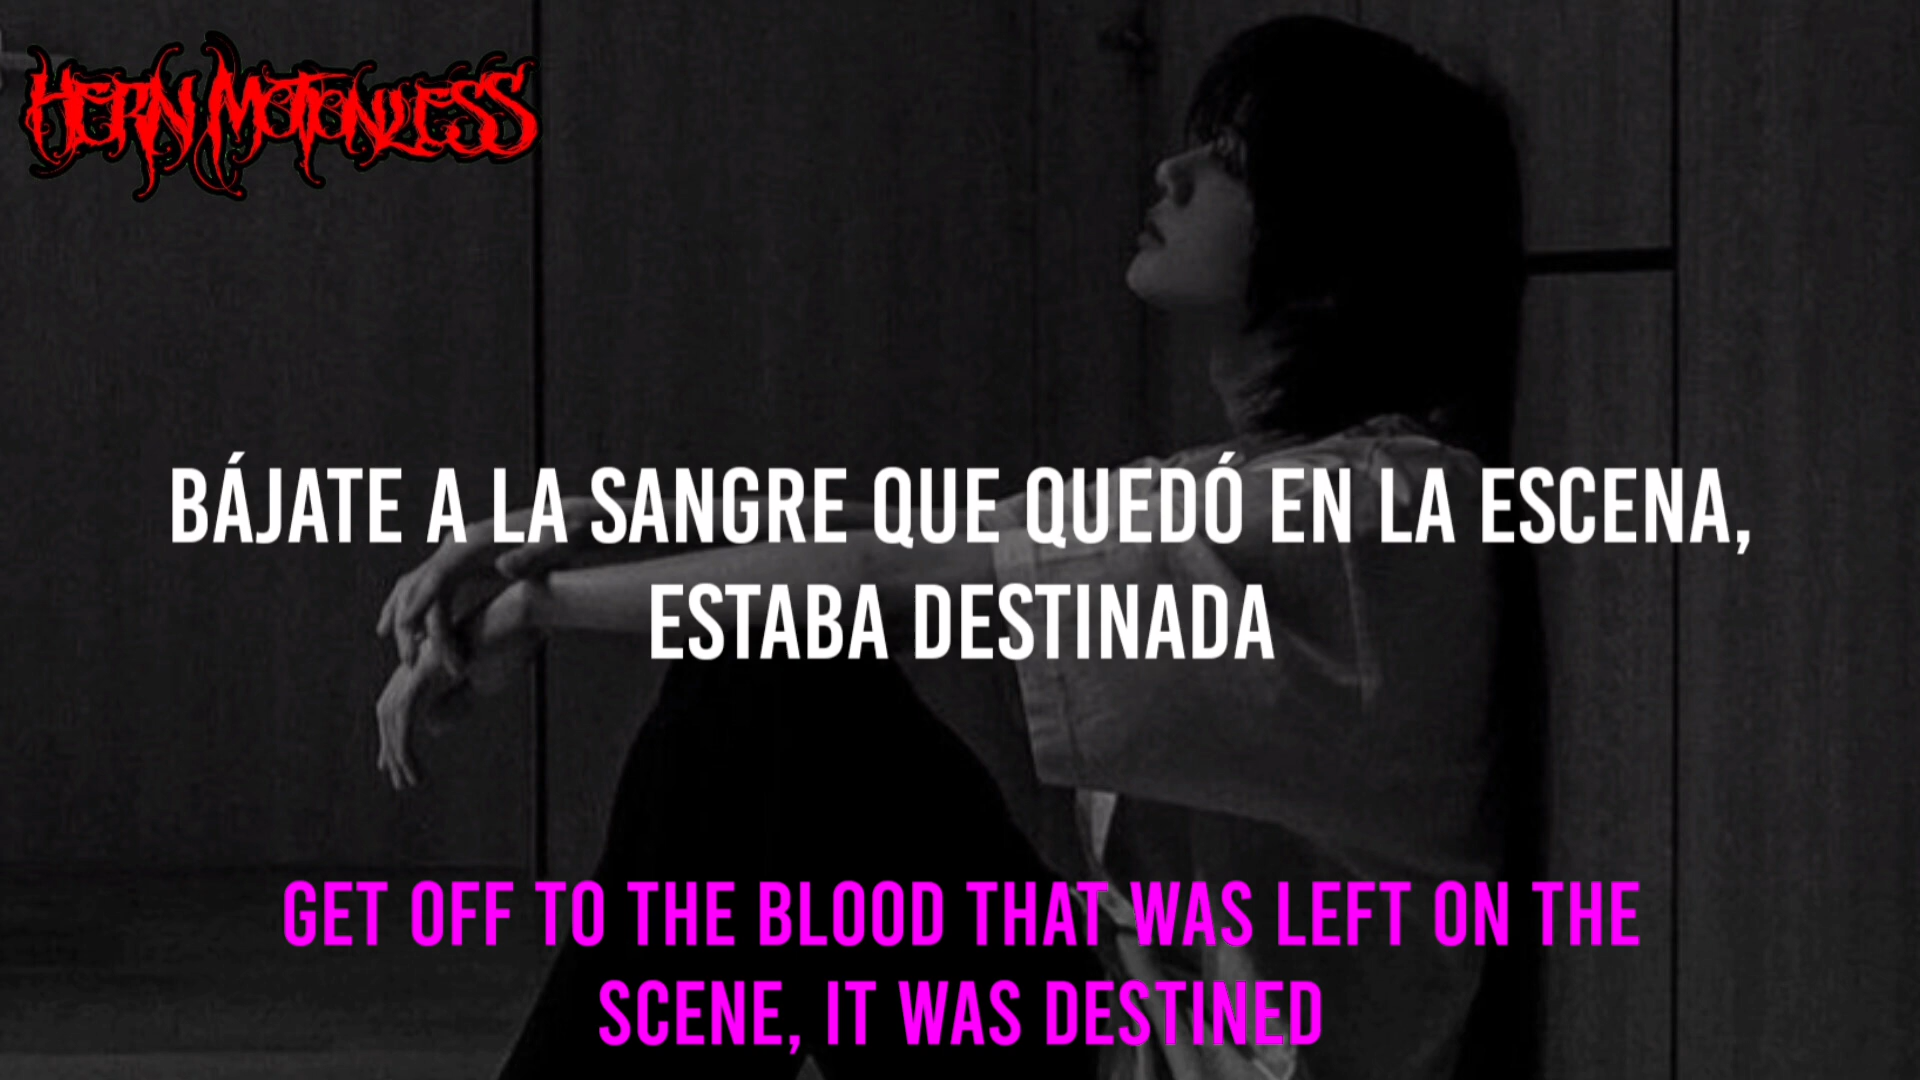 HERN MOTIONLESS
BÁJATE A LA SANGRE QUE QUEDÓ EN LA ESCENA,
ESTABA DESTINADA
GET OFF TO THE BLOOD THAT WAS LEFT ON THE
SCENE, IT WAS DESTINED